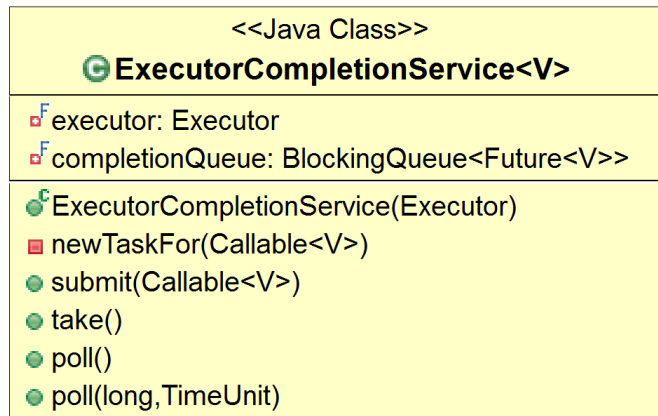 <<Java Class>>
ExecutorCompletionService<V>
executor: Executor
completionQueue: BlockingQueue<Future<V>>
ExecutorCompletionService(Executor)
newTaskFor(Callable<V>)
submit(Callable<V>)
take()
poll()
poll(long,TimeUnit)